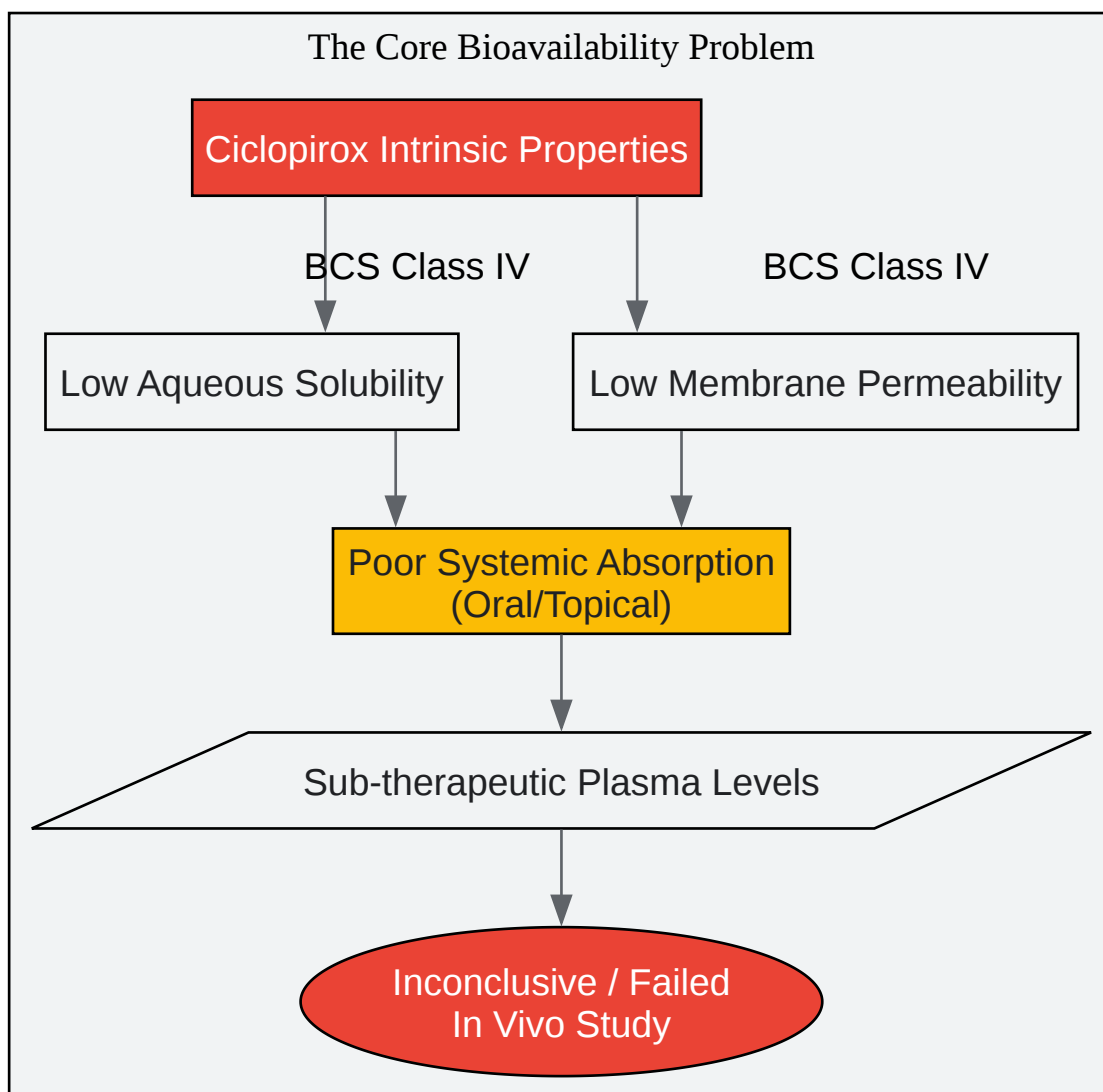 The Core Bioavailability Problem
Ciclopirox Intrinsic Properties
BCS Class IV
BCS Class IV
Low Aqueous Solubility
Low Membrane Permeability
Poor Systemic Absorption
(Oral/Topical)
Sub-therapeutic Plasma Levels
Inconclusive / Failed
In Vivo Study